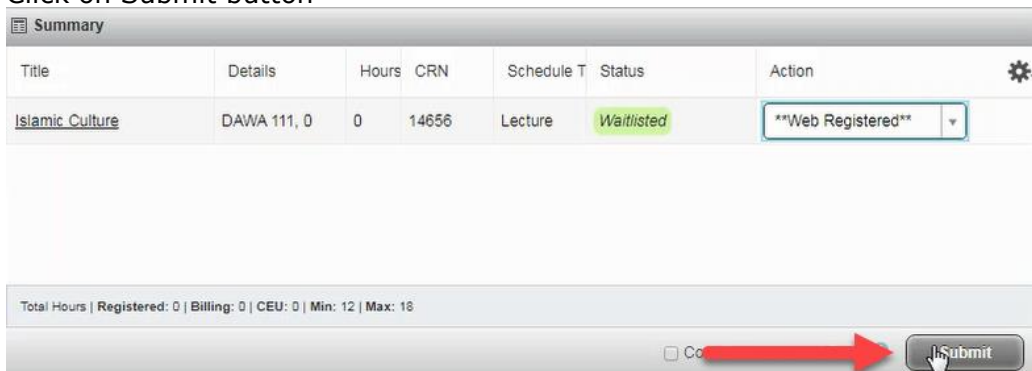 Click on Submit button
Summary
Title Details Hours CRN Schedule T Status Action
Islamic Culture DAWA 111, 0 0 14656 Lecture Waitlisted **Web Registered**
Total Hours | Registered: 0 | Billing: 0 | CEU: 0 | Min: 12 | Max: 18
Submit